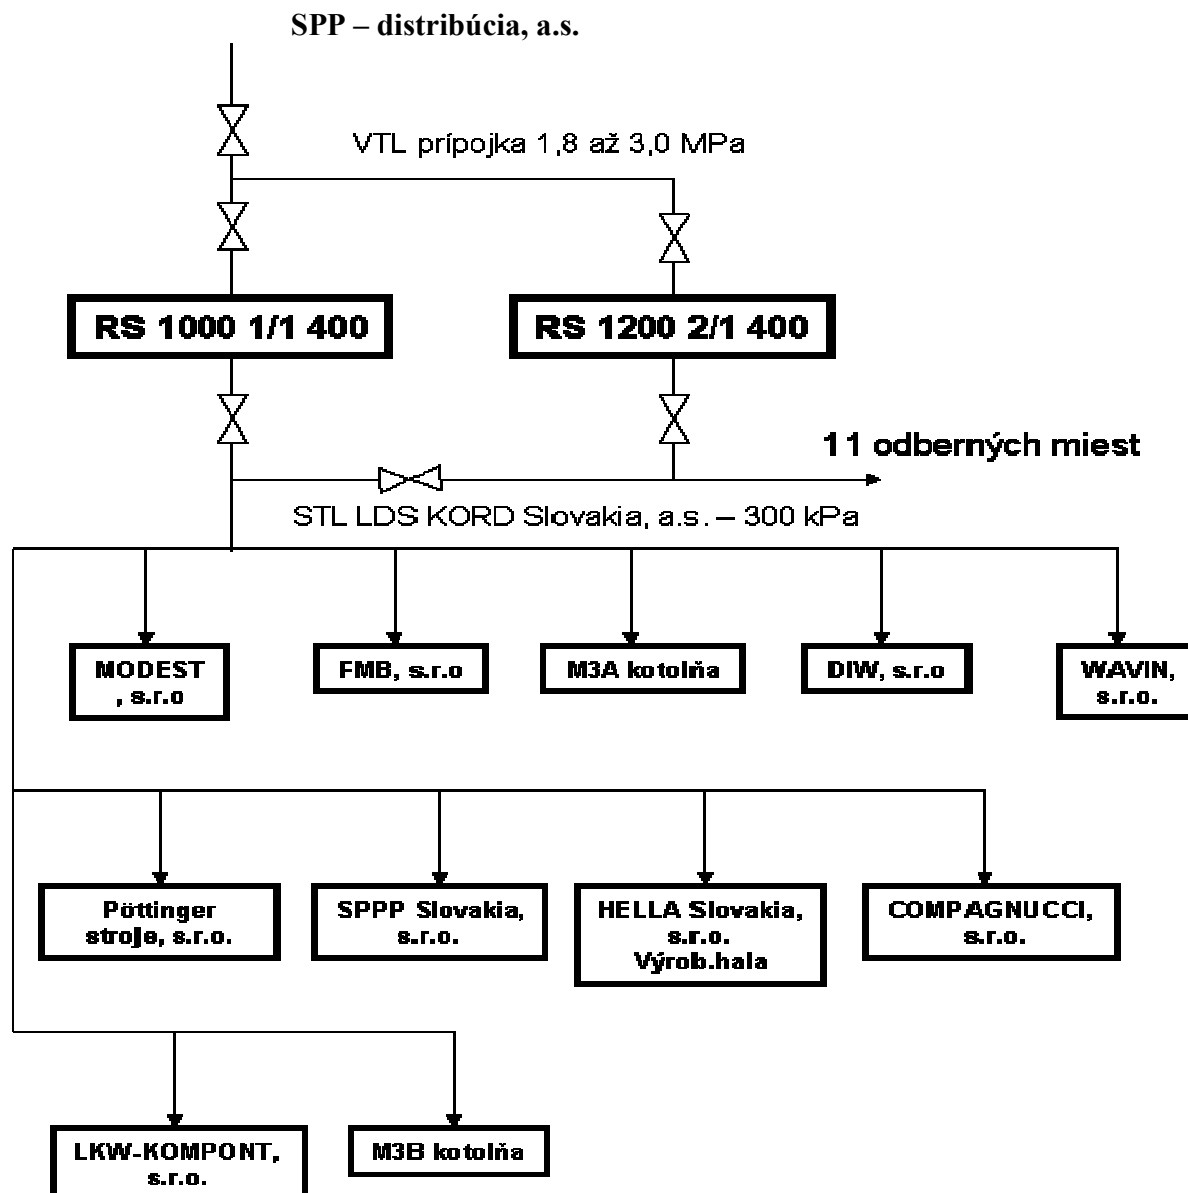 SPP – distribúcia, a.s.
VTL prípojka 1,8 až 3,0 MPa
RS 1000 1/1 400
RS 1200 2/1 400
11 odberných miest
STL LDS KORD Slovakia, a.s. – 300 kPa
MODEST
, s.r.o
FMB, s.r.o
M3A kotolňa
DIW, s.r.o
WAVIN,
s.r.o.
Pöttinger
stroje, s.r.o.
SPPP Slovakia,
s.r.o.
HELLA Slovakia,
s.r.o.
Výrob.hala
COMPAGNUCCI,
s.r.o.
LKW-KOMPONT,
s.r.o.
M3B kotolňa